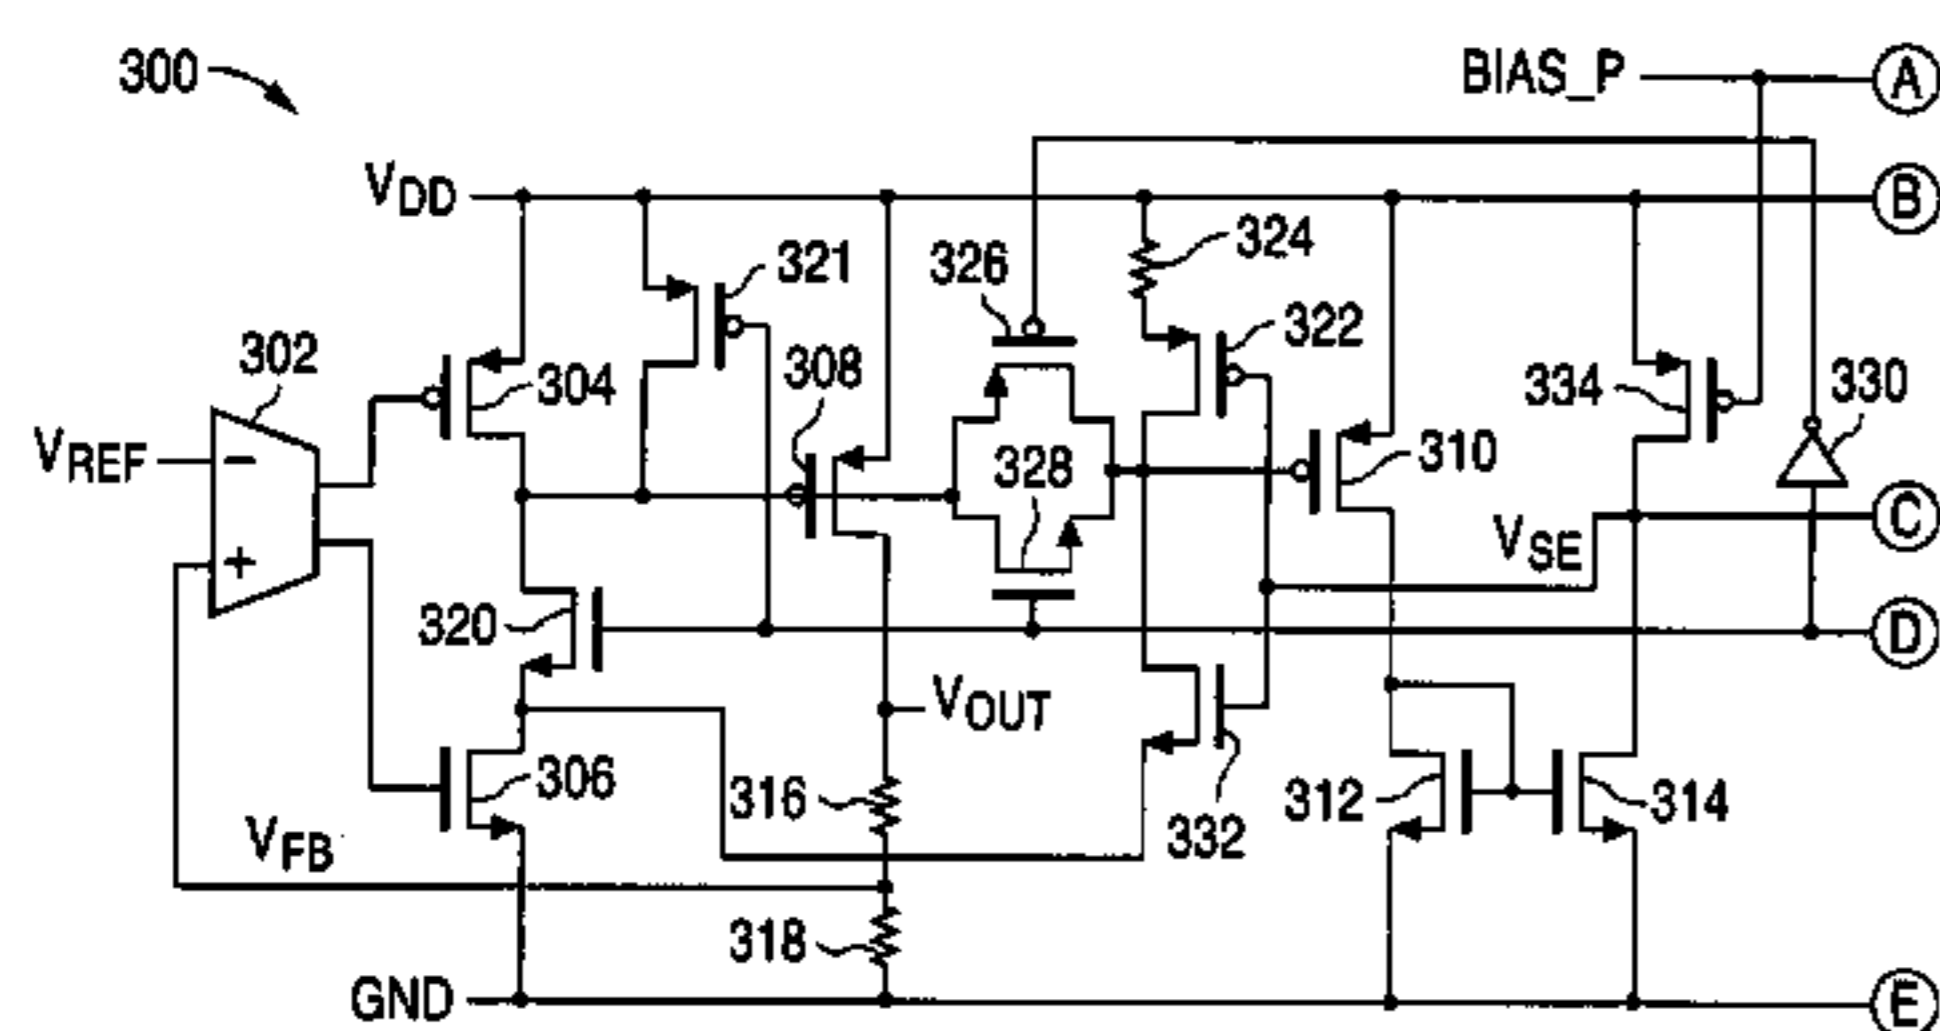 300
BIAS_P
A
VDD
B
324
321
326
322
302
308
304
334
330
VREF
−
328
310
C
VSE
+
320
D
VOUT
306
316
312
314
VFB
332
318
GND
E